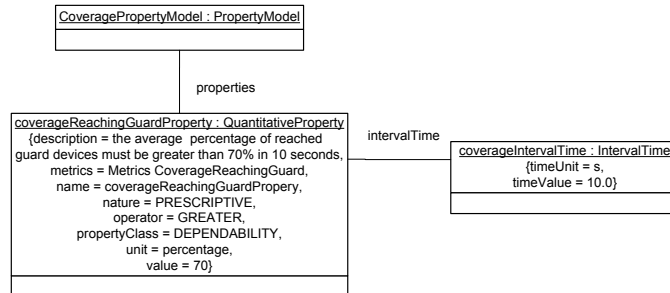 CoveragePropertyModel : PropertyModel
properties
coverageReachingGuardProperty : QuantitativeProperty
{description = the average percentage of reached
guard devices must be greater than 70% in 10 seconds,
metrics = Metrics CoverageReachingGuard,
name = coverageReachingGuardPropery,
nature = PRESCRIPTIVE,
operator = GREATER,
propertyClass = DEPENDABILITY,
unit = percentage,
value = 70}
intervalTime
coverageIntervalTime : IntervalTime
{timeUnit = s,
timeValue = 10.0}